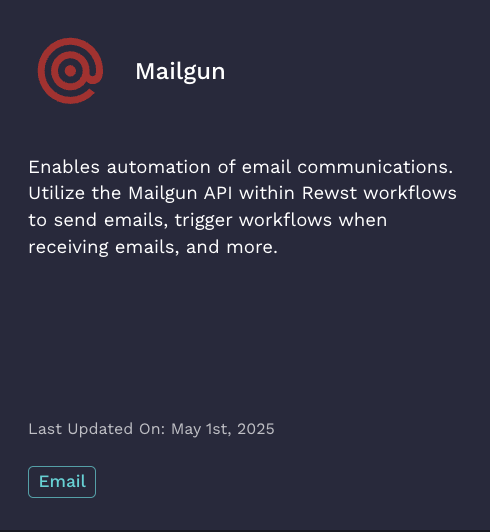 Mailgun
Enables automation of email communications.
Utilize the Mailgun API within Rewst workflows
to send emails, trigger workflows when
receiving emails, and more.
Last Updated On: May 1st, 2025
Email